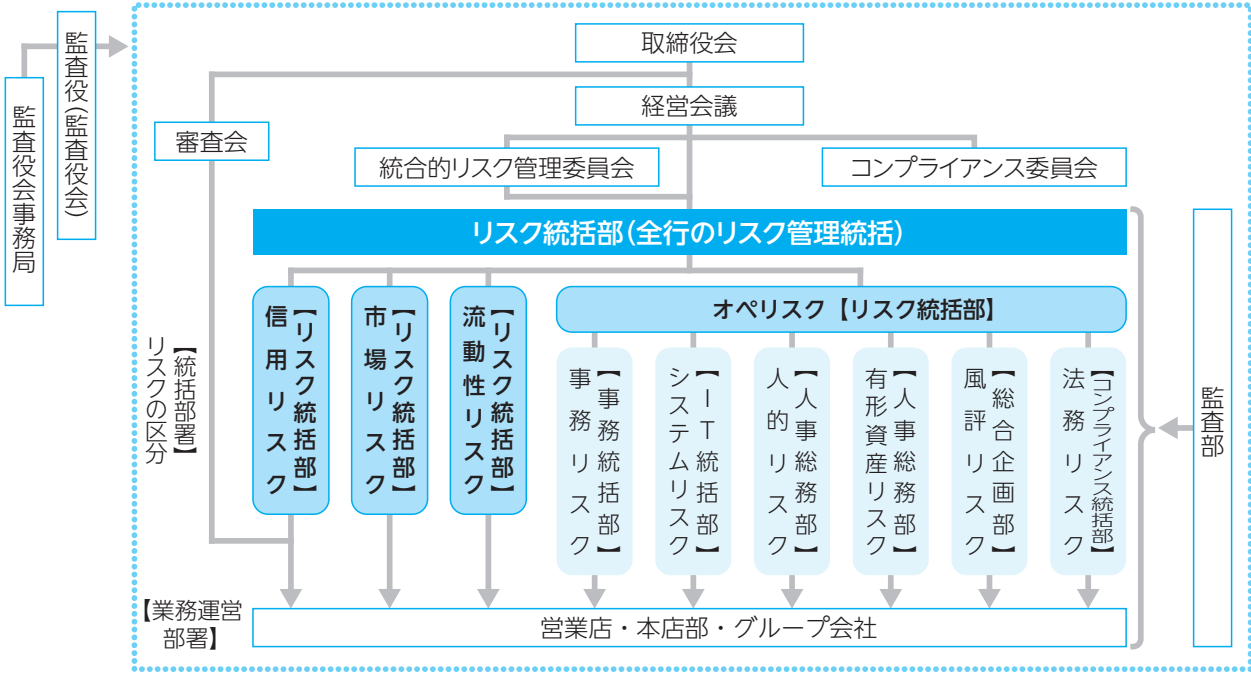 監査役会事務局
監査役(監査役会)
取締役会
経営会議
審査会
統合的リスク管理委員会
コンプライアンス委員会
リスク統括部(全行のリスク管理統括)
リスクの区分
【統括部署】
信用リスク
【リスク統括部】
市場リスク
【リスク統括部】
流動性リスク
【リスク統括部】
オペリスク【リスク統括部】
事務リスク
【事務統括部】
システムリスク
【IT統括部】
人的リスク
【人事総務部】
有形資産リスク
【人事総務部】
風評リスク
【総合企画部】
法務リスク
【コンプライアンス統括部】
監査部
【業務運営
部署】
営業店・本店部・グループ会社